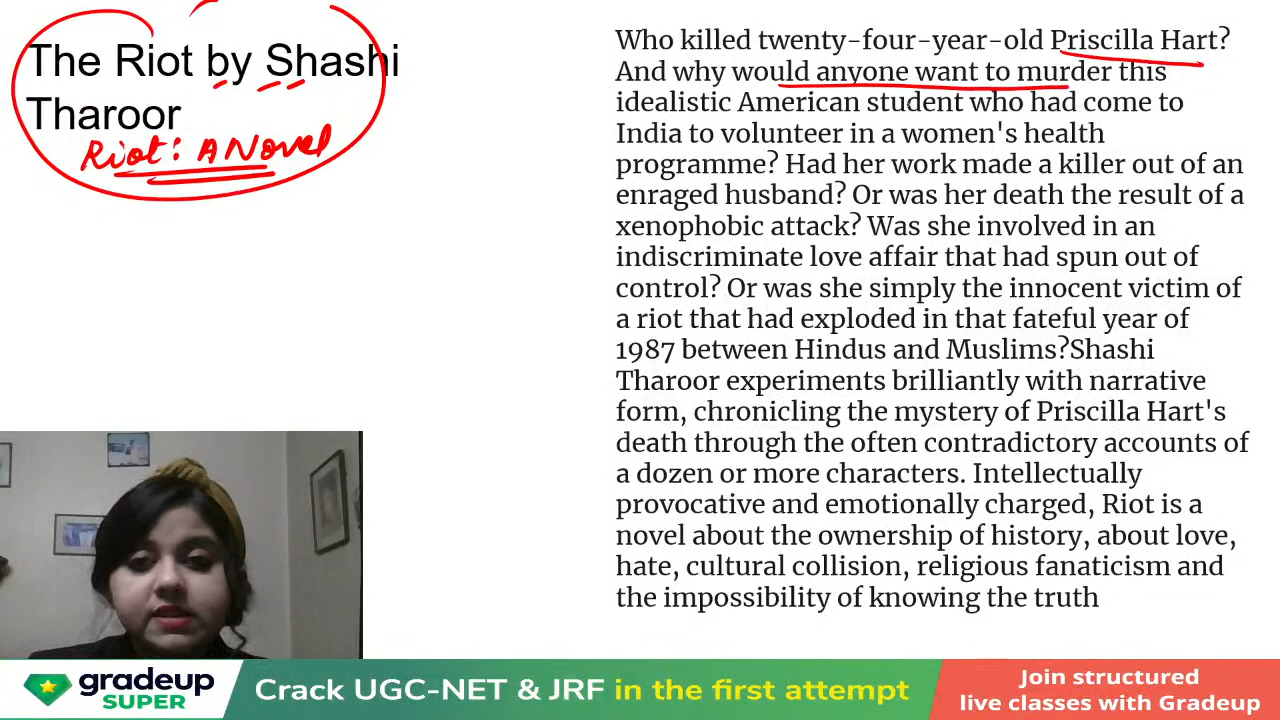 The Riot by Shashi
Tharoor
Riot: A Novel
Who killed twenty-four-year-old Priscilla Hart?
And why would anyone want to murder this
idealistic American student who had come to
India to volunteer in a women's health
programme? Had her work made a killer out of an
enraged husband? Or was her death the result of a
xenophobic attack? Was she involved in an
indiscriminate love affair that had spun out of
control? Or was she simply the innocent victim of
a riot that had exploded in that fateful year of
1987 between Hindus and Muslims?Shashi
Tharoor experiments brilliantly with narrative
form, chronicling the mystery of Priscilla Hart's
death through the often contradictory accounts of
a dozen or more characters. Intellectually
provocative and emotionally charged, Riot is a
novel about the ownership of history, about love,
hate, cultural collision, religious fanaticism and
the impossibility of knowing the truth
gradeup
SUPER
Crack UGC-NET & JRF in the first attempt
Join structured
live classes with Gradeup